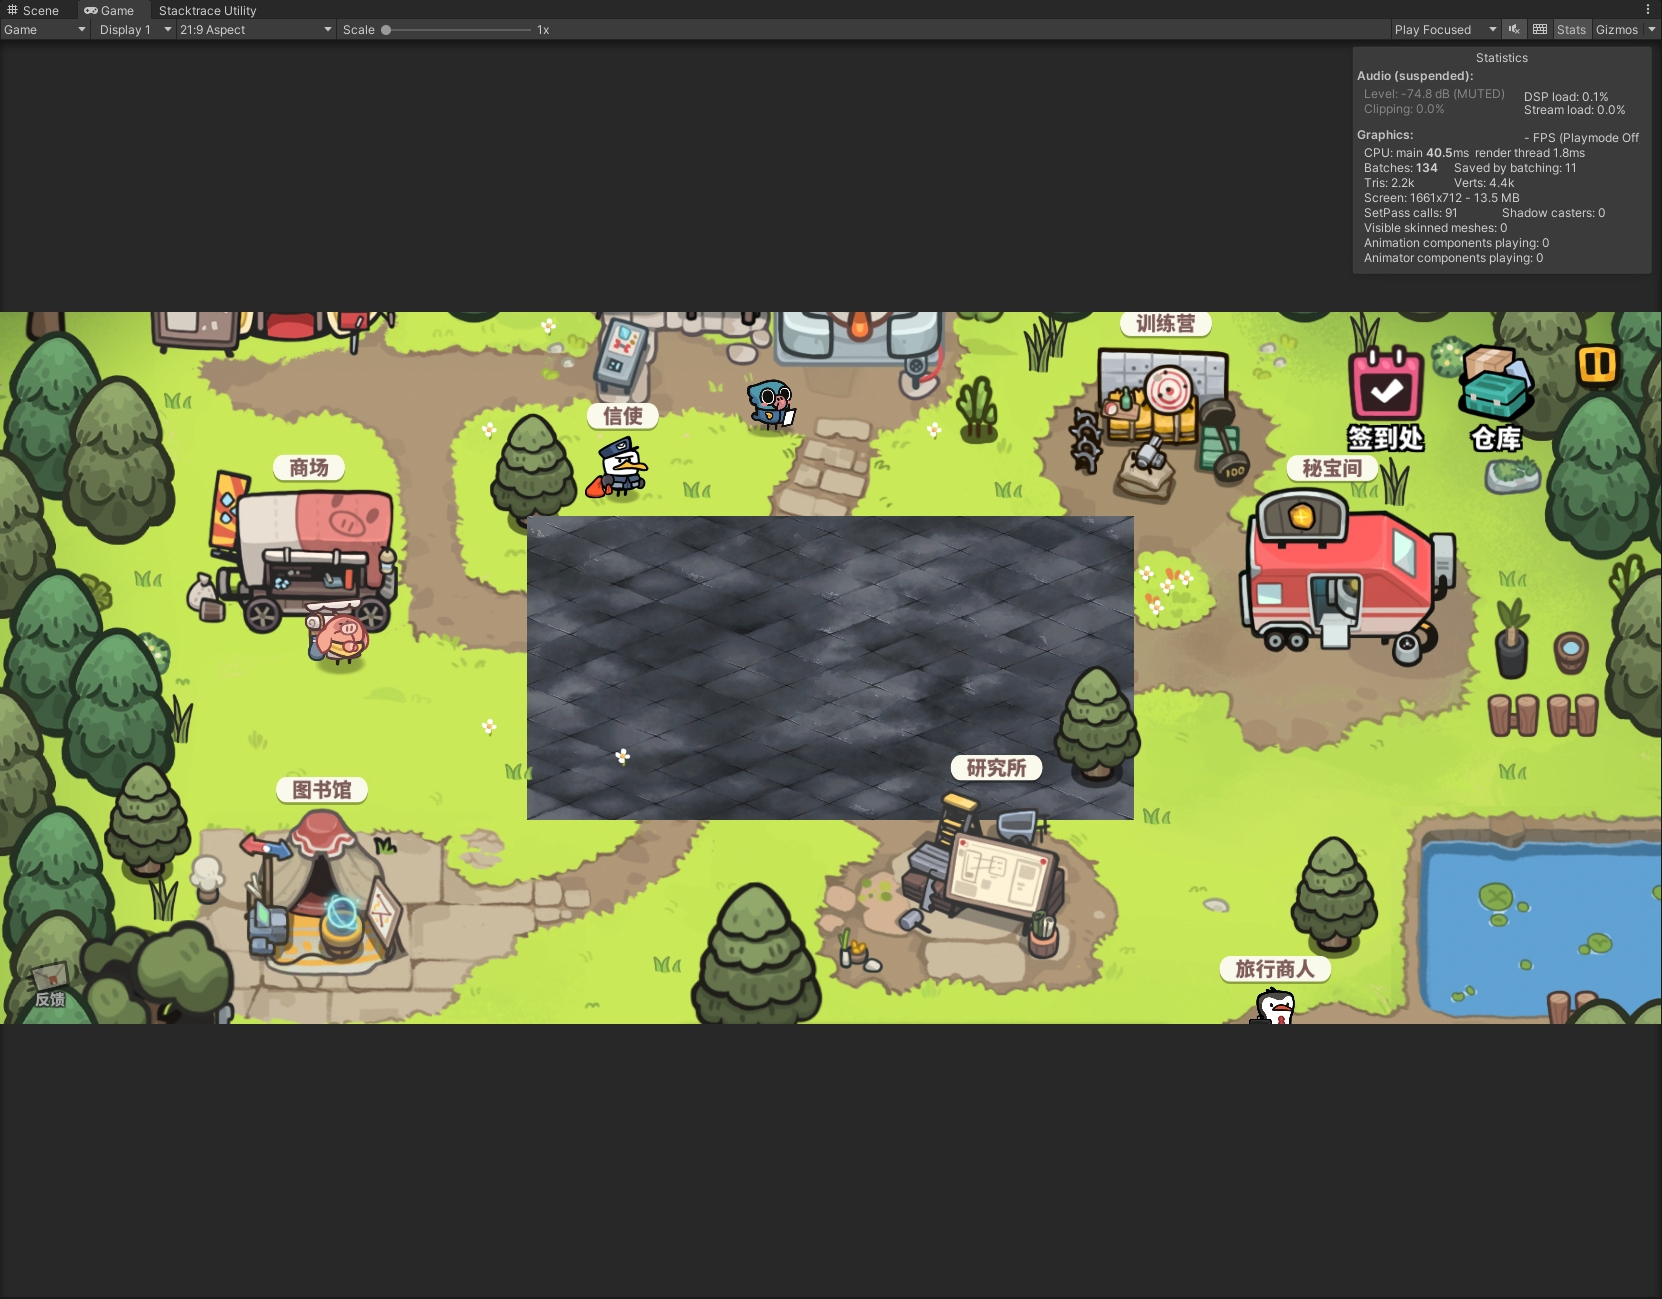 Scene Game Stacktrace Utility
Game Display 1 21:9 Aspect Scale 1x Play Focused Stats Gizmos
Statistics
Audio (suspended):
Level: -74.8 dB (MUTED) DSP load: 0.1%
Clipping: 0.0% Stream load: 0.0%
Graphics: - FPS (Playmode Off
CPU: main 40.5ms render thread 1.8ms
Batches: 134 Saved by batching: 11
Tris: 2.2k Verts: 4.4k
Screen: 1661x712 - 13.5 MB
SetPass calls: 91 Shadow casters: 0
Visible skinned meshes: 0
Animation components playing: 0
Animator components playing: 0
训练营
信使
签到处
仓库
商场
秘宝间
100
研究所
图书馆
旅行商人
反馈